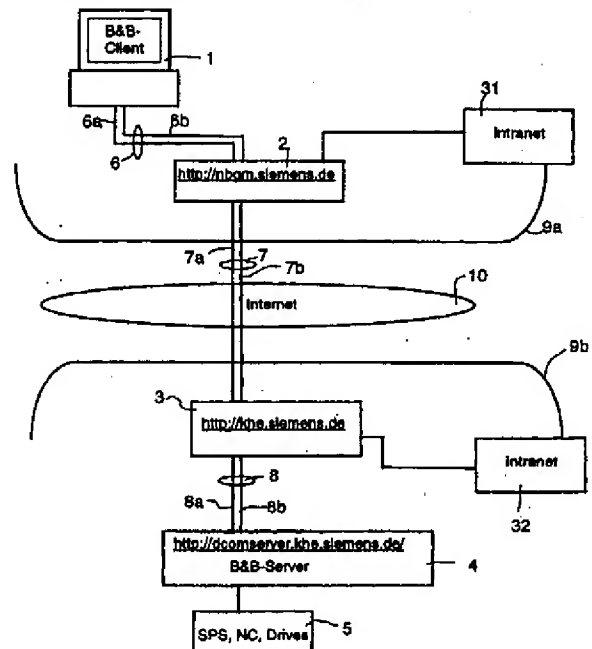 B&B-
Client
1
6a
6b
6
2
31
Intranet
http://nbgm.siemens.de
9a
7a
7
7b
10
Internet
9b
3
http://khe.siemens.de
Intranet
32
8
8a
8b
http://dcomserver.khe.siemens.de/
B&B-Server
4
SPS, NC, Drives
5